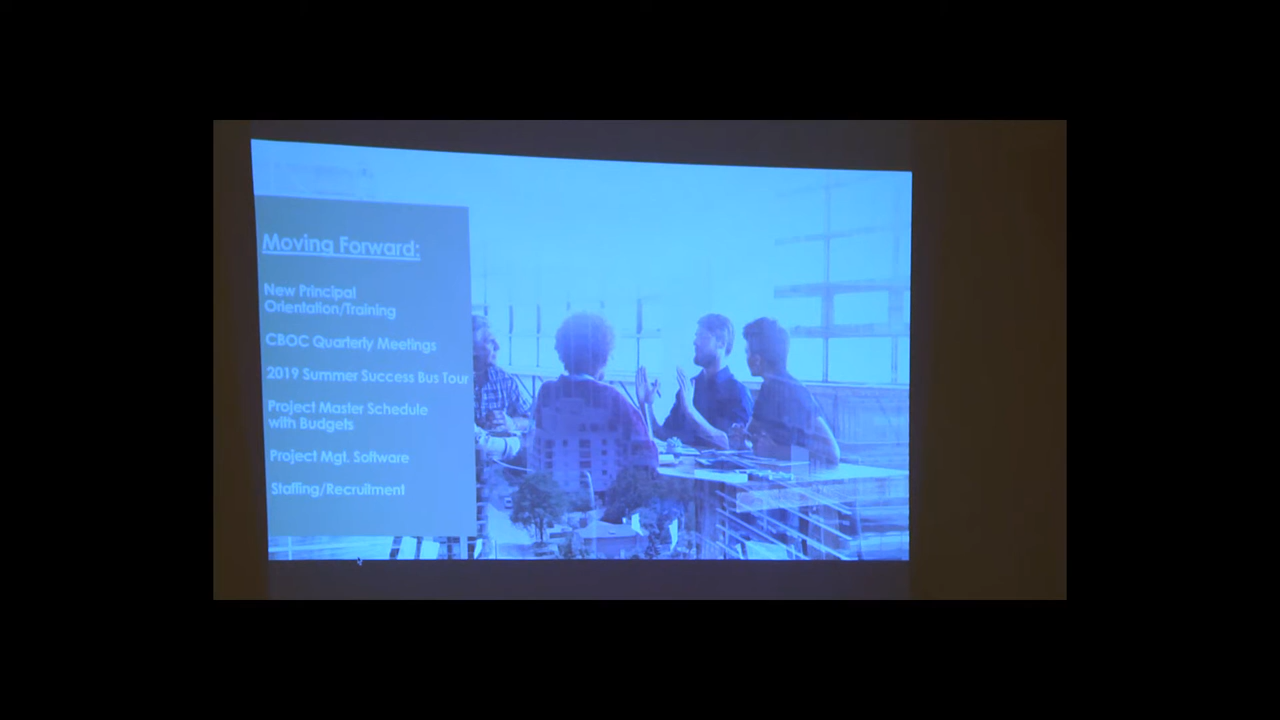 Moving Forward:
New Principal
Orientation/Training
CBOC Quarterly Meetings
2019 Summer Success Bus Tour
Project Master Schedule
with Budgets
Project Mgt. Software
Staffing/Recruitment